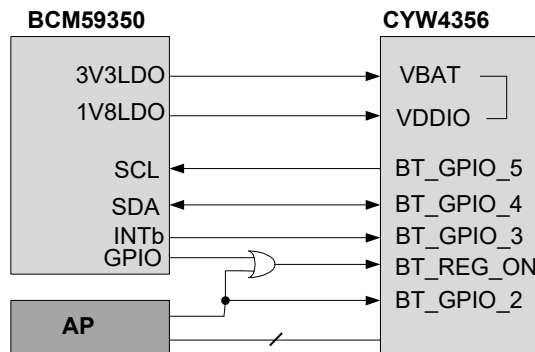 BCM59350 CYW4356
3V3LDO VBAT
1V8LDO VDDIO
SCL BT_GPIO_5
SDA BT_GPIO_4
INTb BT_GPIO_3
GPIO BT_REG_ON
BT_GPIO_2
AP